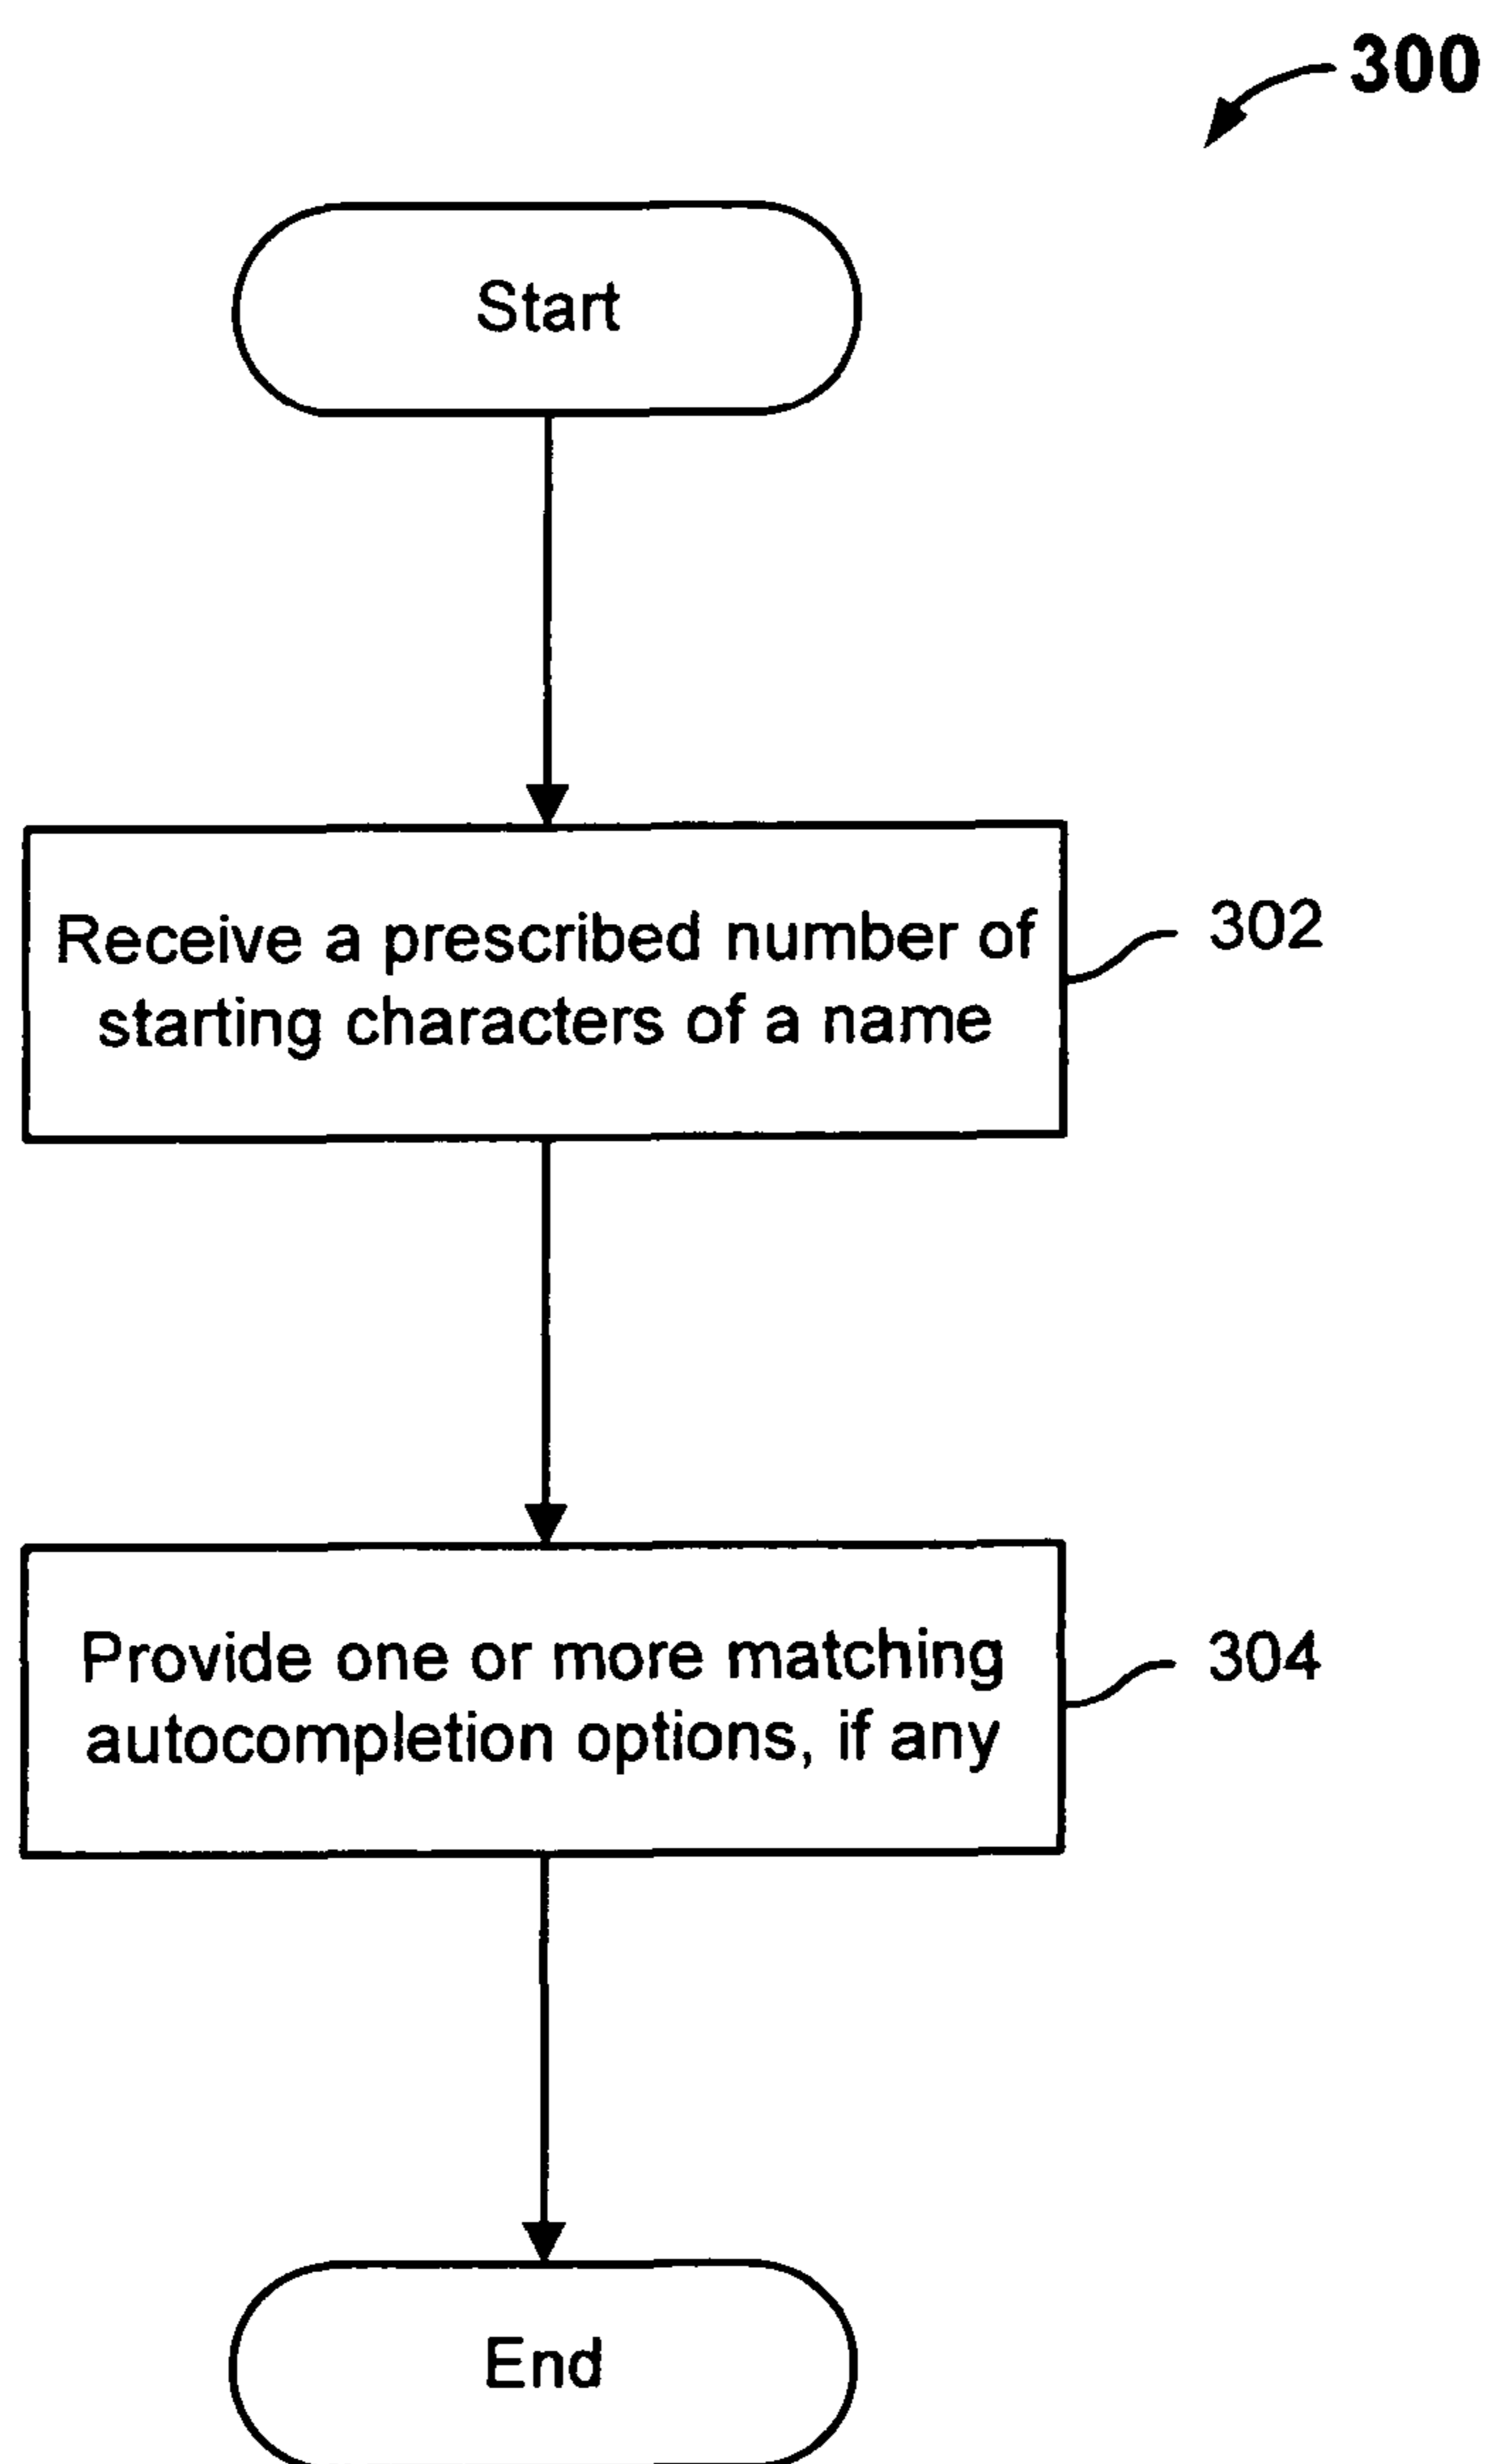 300
Start
Receive a prescribed number of
starting characters of a name
302
Provide one or more matching
autocompletion options, if any
304
End